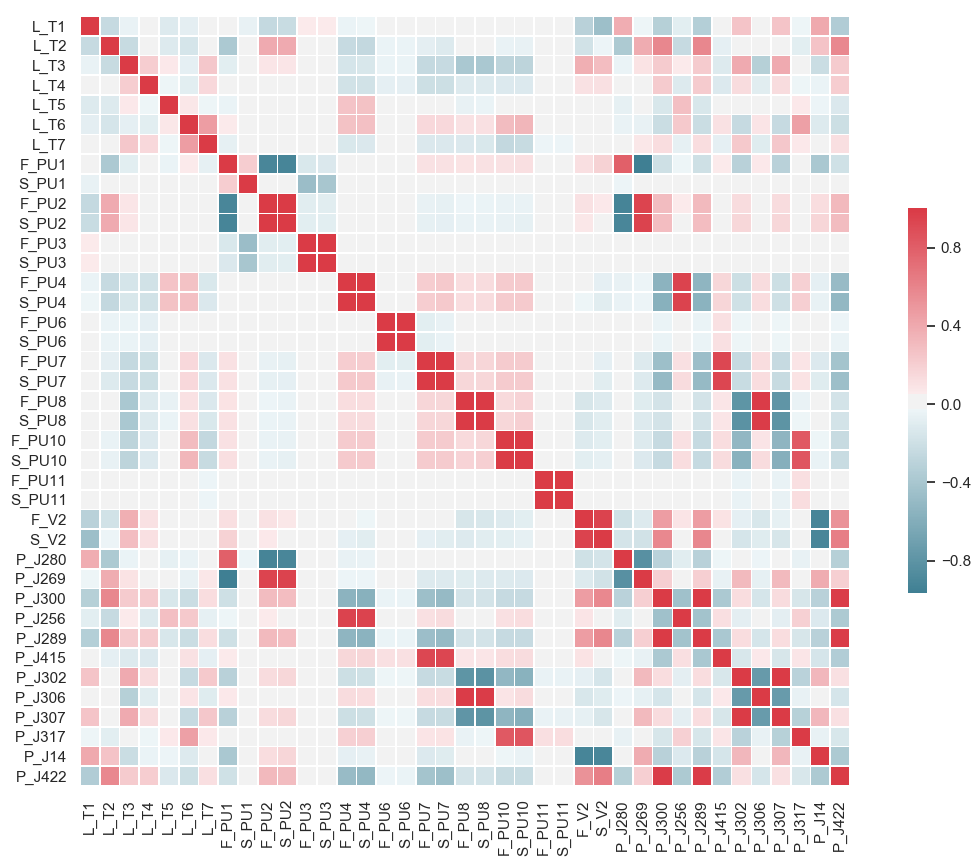 L_T1
L_T2
L_T3
L_T4
L_T5
L_T6
L_T7
F_PU1
S_PU1
F_PU2
S_PU2
F_PU3
S_PU3
F_PU4
S_PU4
F_PU6
S_PU6
F_PU7
S_PU7
F_PU8
S_PU8
F_PU10
S_PU10
F_PU11
S_PU11
F_V2
S_V2
P_J280
P_J269
P_J300
P_J256
P_J289
P_J415
P_J302
P_J306
P_J307
P_J317
P_J14
P_J422
L_T1
L_T2
L_T3
L_T4
L_T5
L_T6
L_T7
F_PU1
S_PU1
F_PU2
S_PU2
F_PU3
S_PU3
F_PU4
S_PU4
F_PU6
S_PU6
F_PU7
S_PU7
F_PU8
S_PU8
F_PU10
S_PU10
F_PU11
S_PU11
F_V2
S_V2
P_J280
P_J269
P_J300
P_J256
P_J289
P_J415
P_J302
P_J306
P_J307
P_J317
P_J14
P_J422
0.8
0.4
0.0
−0.4
−0.8